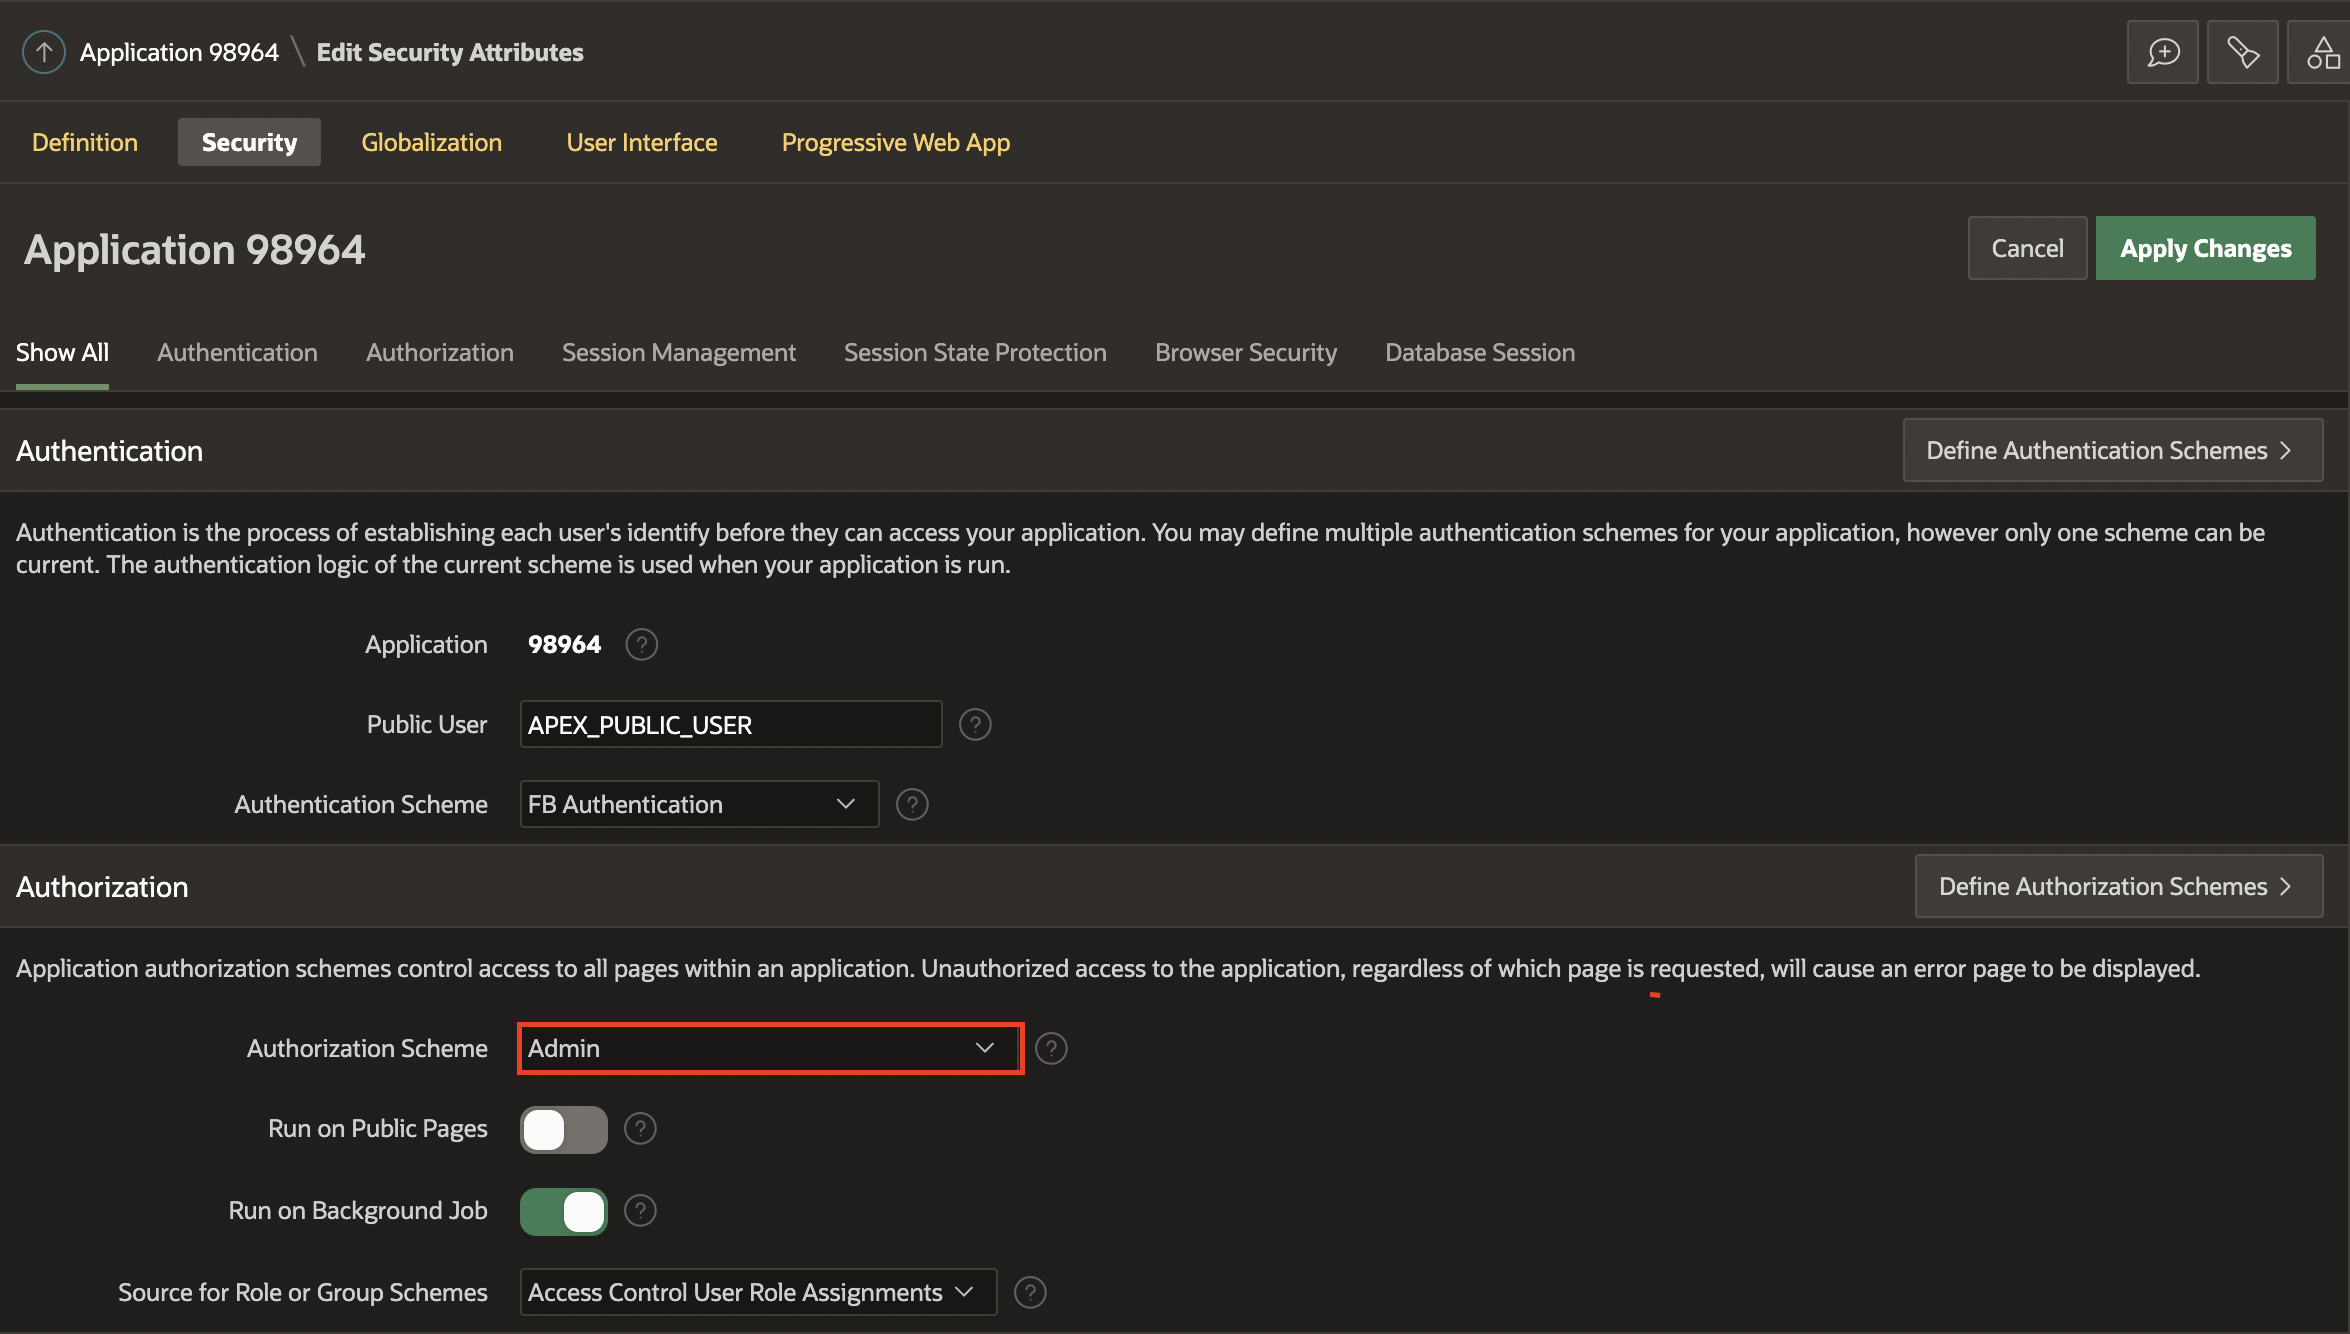 Application 98964 \ Edit Security Attributes
Definition Security Globalization User Interface Progressive Web App
Application 98964
Cancel Apply Changes
Show All Authentication Authorization Session Management Session State Protection Browser Security Database Session
Authentication
Define Authentication Schemes >
Authentication is the process of establishing each user's identify before they can access your application. You may define multiple authentication schemes for your application, however only one scheme can be
current. The authentication logic of the current scheme is used when your application is run.
Application 98964 ?
Public User APEX_PUBLIC_USER ?
Authentication Scheme FB Authentication ?
Authorization
Define Authorization Schemes >
Application authorization schemes control access to all pages within an application. Unauthorized access to the application, regardless of which page is requested, will cause an error page to be displayed.
Authorization Scheme Admin ?
Run on Public Pages ?
Run on Background Job ?
Source for Role or Group Schemes Access Control User Role Assignments ?